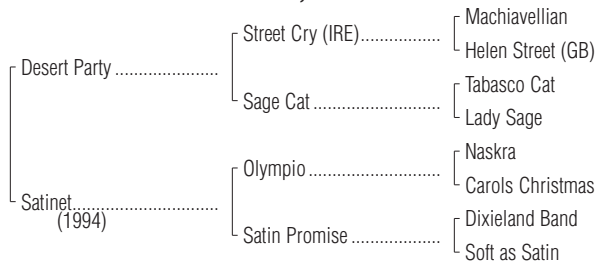 Machiavellian
Street Cry (IRE)..................
Helen Street (GB)
Desert Party .......................
Tabasco Cat
Sage Cat .............................
Lady Sage
Naskra
Olympio ..............................
Carols Christmas
Satinet.................................
(1994)
Dixieland Band
Satin Promise ....................
Soft as Satin